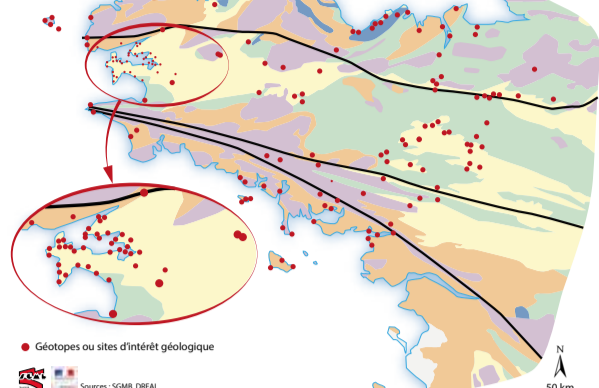 Géotopes ou sites d'intérêt géologique
N
Sources : SGMB, DREAL
50 km